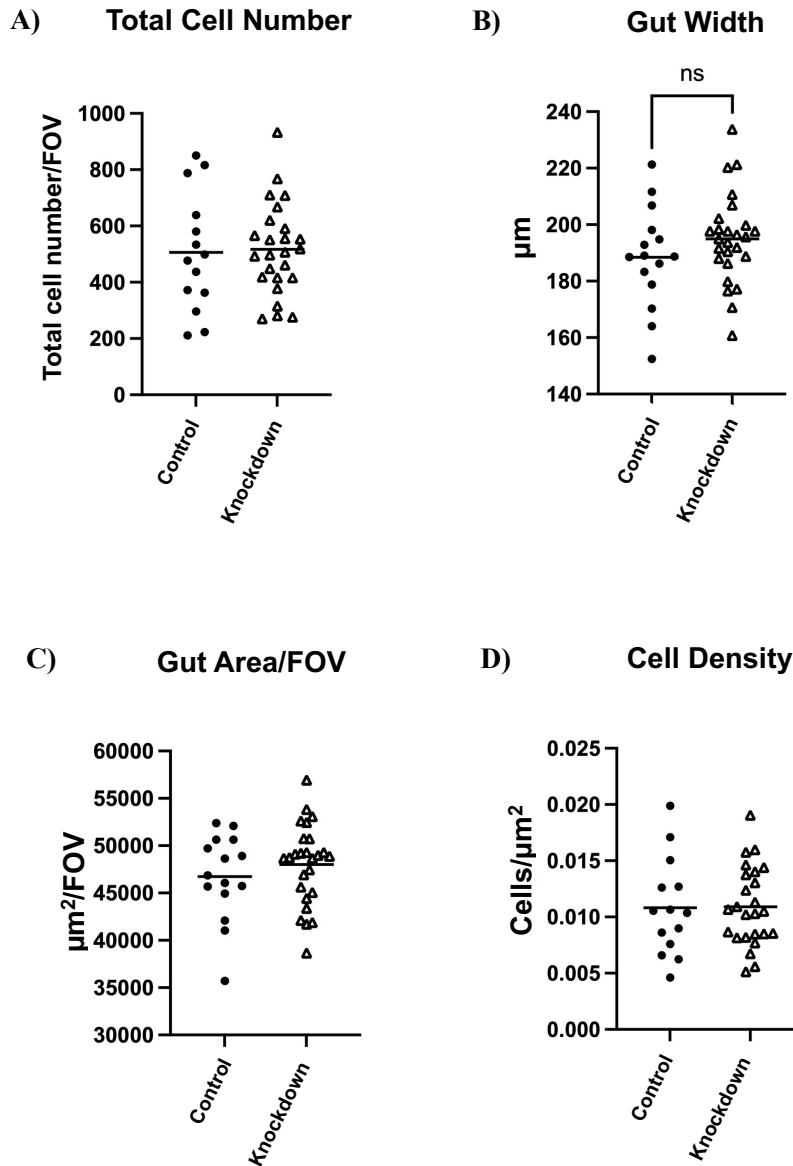 A) Total Cell Number
Total cell number/FOV
1000
800
600
400
200
0
Control
Knockdown
B) Gut Width
ns
µm
240
220
200
180
160
140
Control
Knockdown
C) Gut Area/FOV
µm²/FOV
60000
55000
50000
45000
40000
35000
30000
Control
Knockdown
D) Cell Density
Cells/µm²
0.025
0.020
0.015
0.010
0.005
0.000
Control
Knockdown